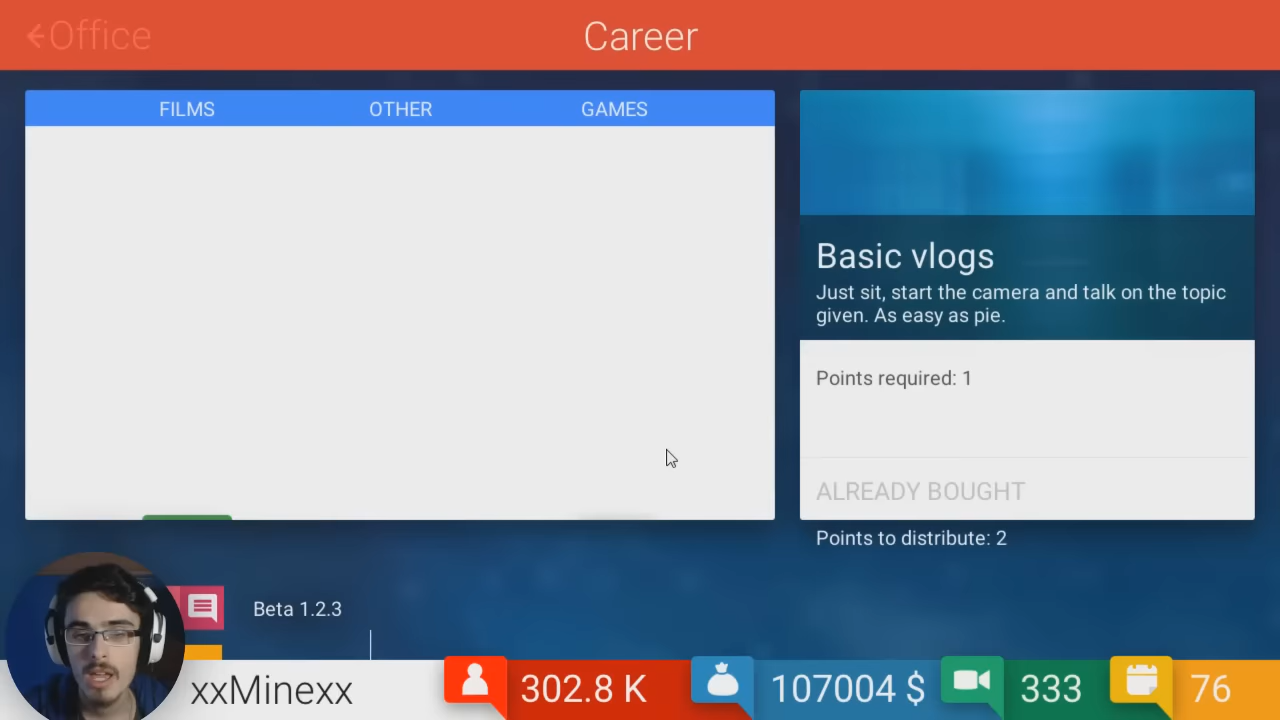 Office
Career
FILMS
OTHER
GAMES
Basic vlogs
Just sit, start the camera and talk on the topic
given. As easy as pie.
Points required: 1
ALREADY BOUGHT
Points to distribute: 2
Beta 1.2.3
xxMinexx
302.8 K
107004 $
333
76